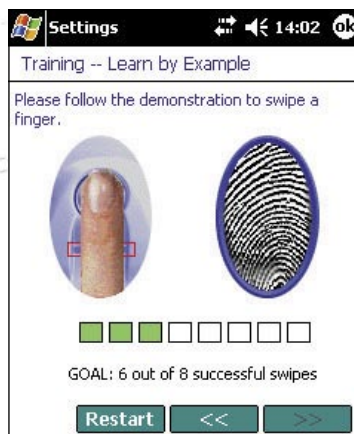 Settings 14:02 ok
Training -- Learn by Example
Please follow the demonstration to swipe a
finger.
GOAL: 6 out of 8 successful swipes
Restart << >>